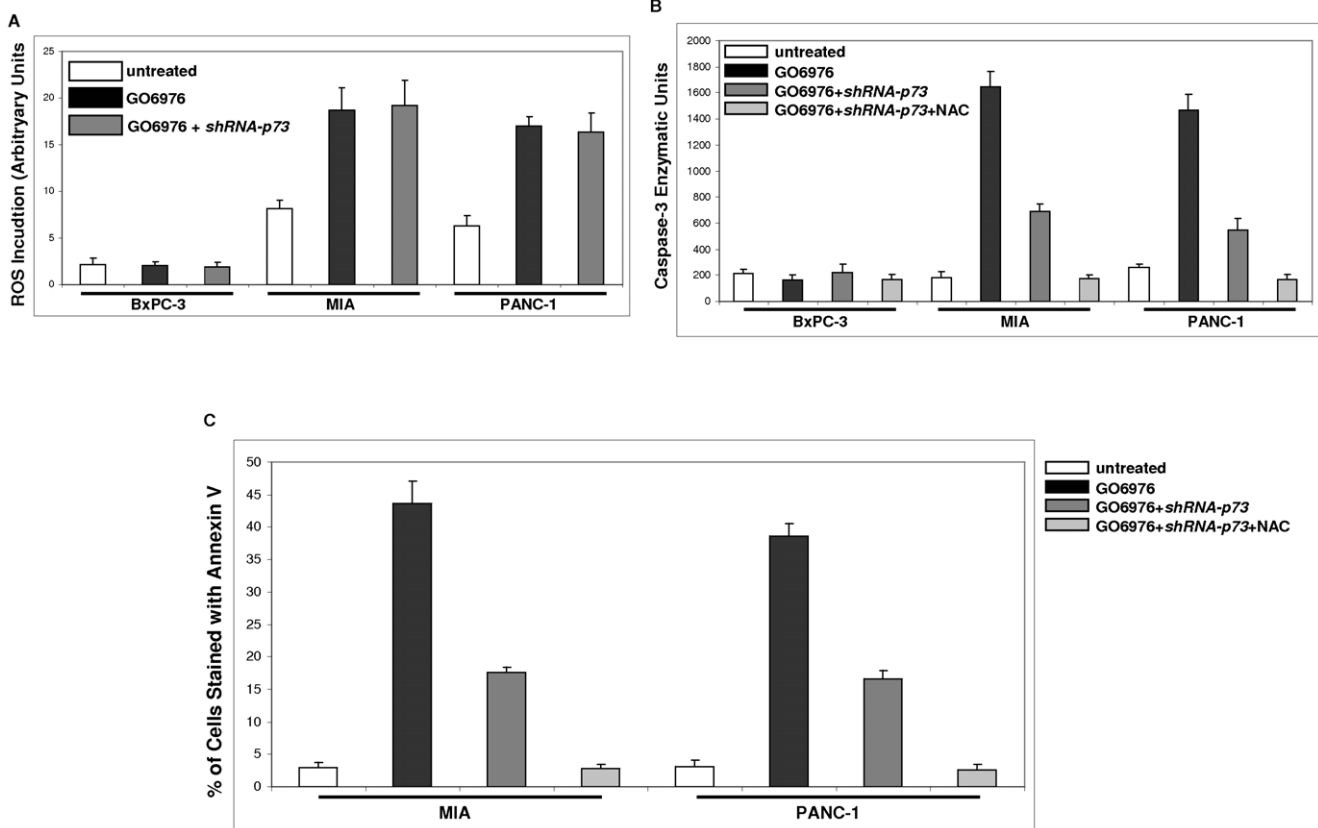 A
ROS Incudtion (Arbitryary Units
25
20
15
10
5
0
untreated
GO6976
GO6976 + shRNA-p73
BxPC-3 MIA PANC-1
B
Caspase-3 Enzymatic Units
2000
1800
1600
1400
1200
1000
800
600
400
200
0
untreated
GO6976
GO6976+shRNA-p73
GO6976+shRNA-p73+NAC
BxPC-3 MIA PANC-1
C
% of Cells Stained with Annexin V
50
45
40
35
30
25
20
15
10
5
0
MIA PANC-1
untreated
GO6976
GO6976+shRNA-p73
GO6976+shRNA-p73+NAC